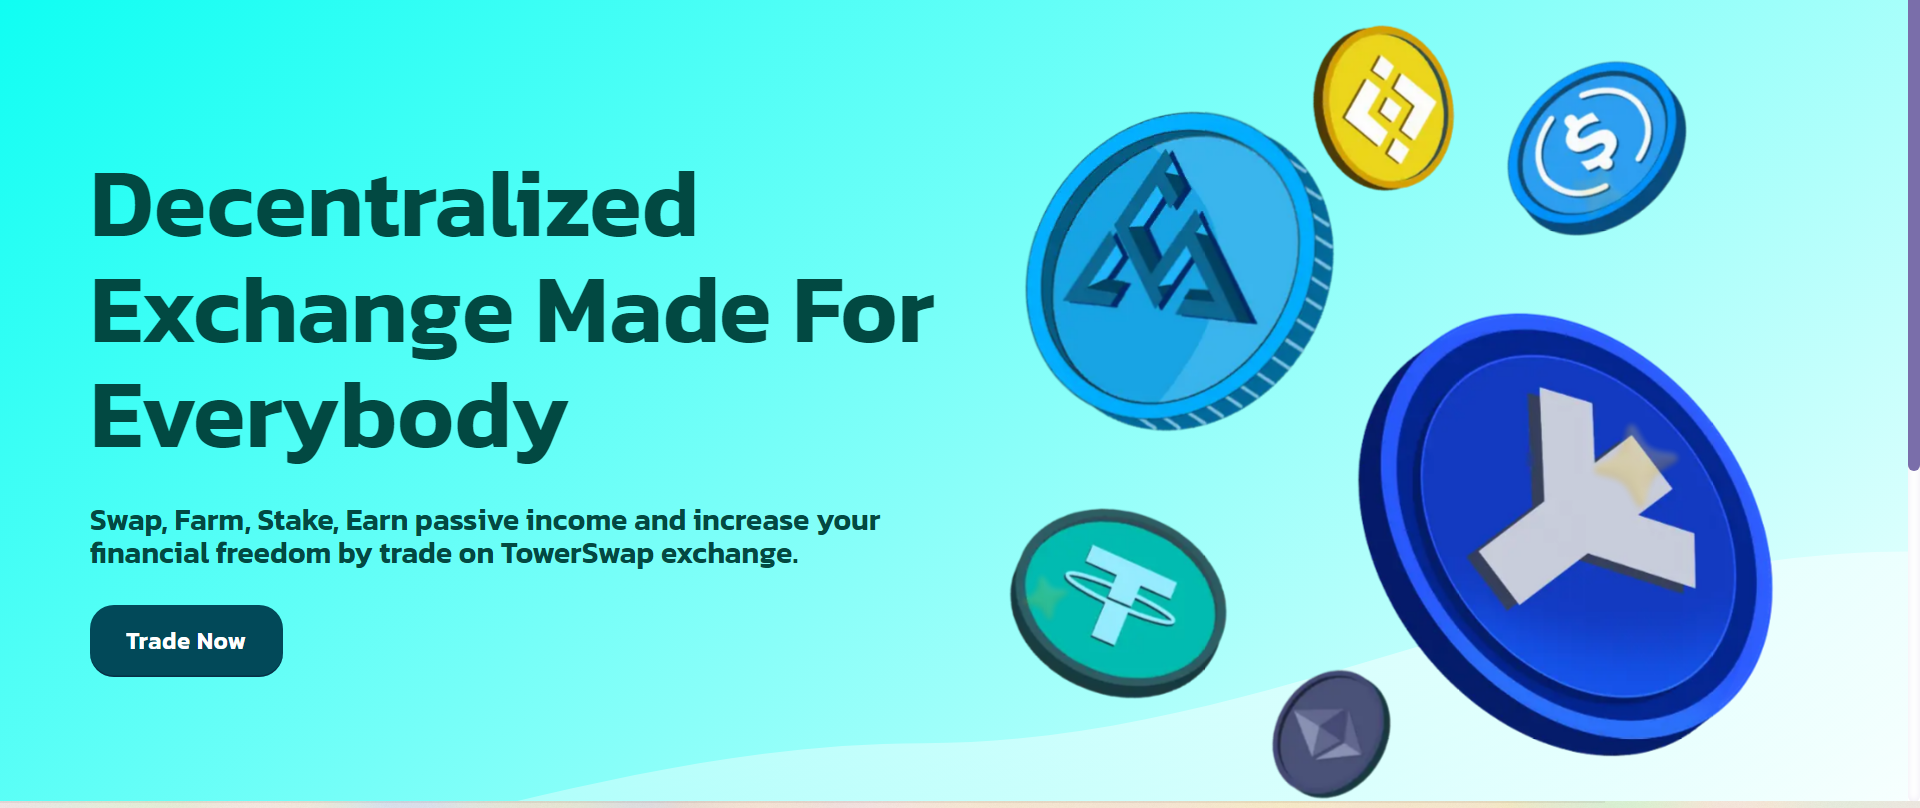 Decentralized
Exchange Made For
Everybody
Swap, Farm, Stake, Earn passive income and increase your
financial freedom by trade on TowerSwap exchange.
Trade Now